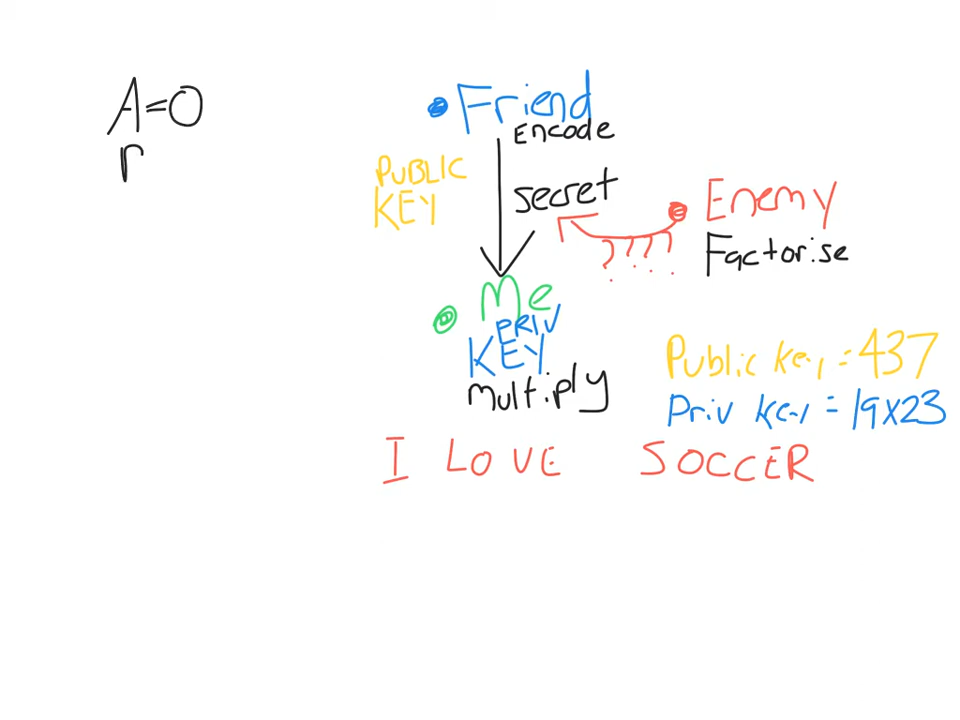 A=0
r
Friend
Encode
PUBLIC
KEY
secret
Enemy
Factorise
????
Me
PRIV
KEY
multiply
Public key = 437
Priv key = 19x23
I LOVE SOCCER